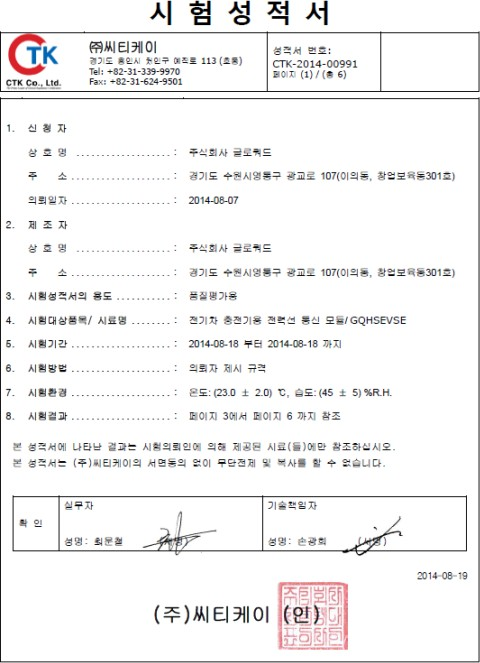 시 험 성 적 서
CTK
CTK Co., Ltd.
(주)씨티케이
경기도 용인시 처인구 예직로 113 (호동)
Tel: +82-31-339-9970
Fax: +82-31-624-9501
성적서 번호:
CTK-2014-00991
페이지 (1) / (총 6)
1. 신 청 자
상 호 명 ................... : 주식회사 글로쿼드
주 소 ................... : 경기도 수원시영통구 광교로 107(이의동, 창업보육동301호)
의뢰일자 ................... : 2014-08-07
2. 제 조 자
상 호 명 ................... : 주식회사 글로쿼드
주 소 ................... : 경기도 수원시영통구 광교로 107(이의동, 창업보육동301호)
3. 시험성적서의 용도 ........... : 품질평가용
4. 시험대상품목/ 시료명 ........ : 전기차 충전기용 전력선 통신 모듈/ GQHSEVSE
5. 시험기간 .................... : 2014-08-18 부터 2014-08-18 까지
6. 시험방법 .................... : 의뢰자 제시 규격
7. 시험환경 .................... : 온도: (23.0 ± 2.0) ℃, 습도: (45 ± 5) %R.H.
8. 시험결과 .................... : 페이지 3에서 페이지 6 까지 참조
본 성적서에 나타난 결과는 시험의뢰인에 의해 제공된 시료(들)에만 참조하십시오.
본 성적서는 (주)씨티케이의 서면동의 없이 무단전제 및 복사를 할 수 없습니다.
확 인
실무자
성명: 최문철 (서명)
기술책임자
성명: 손광희 (서명)
2014-08-19
(주)씨티케이 (인)